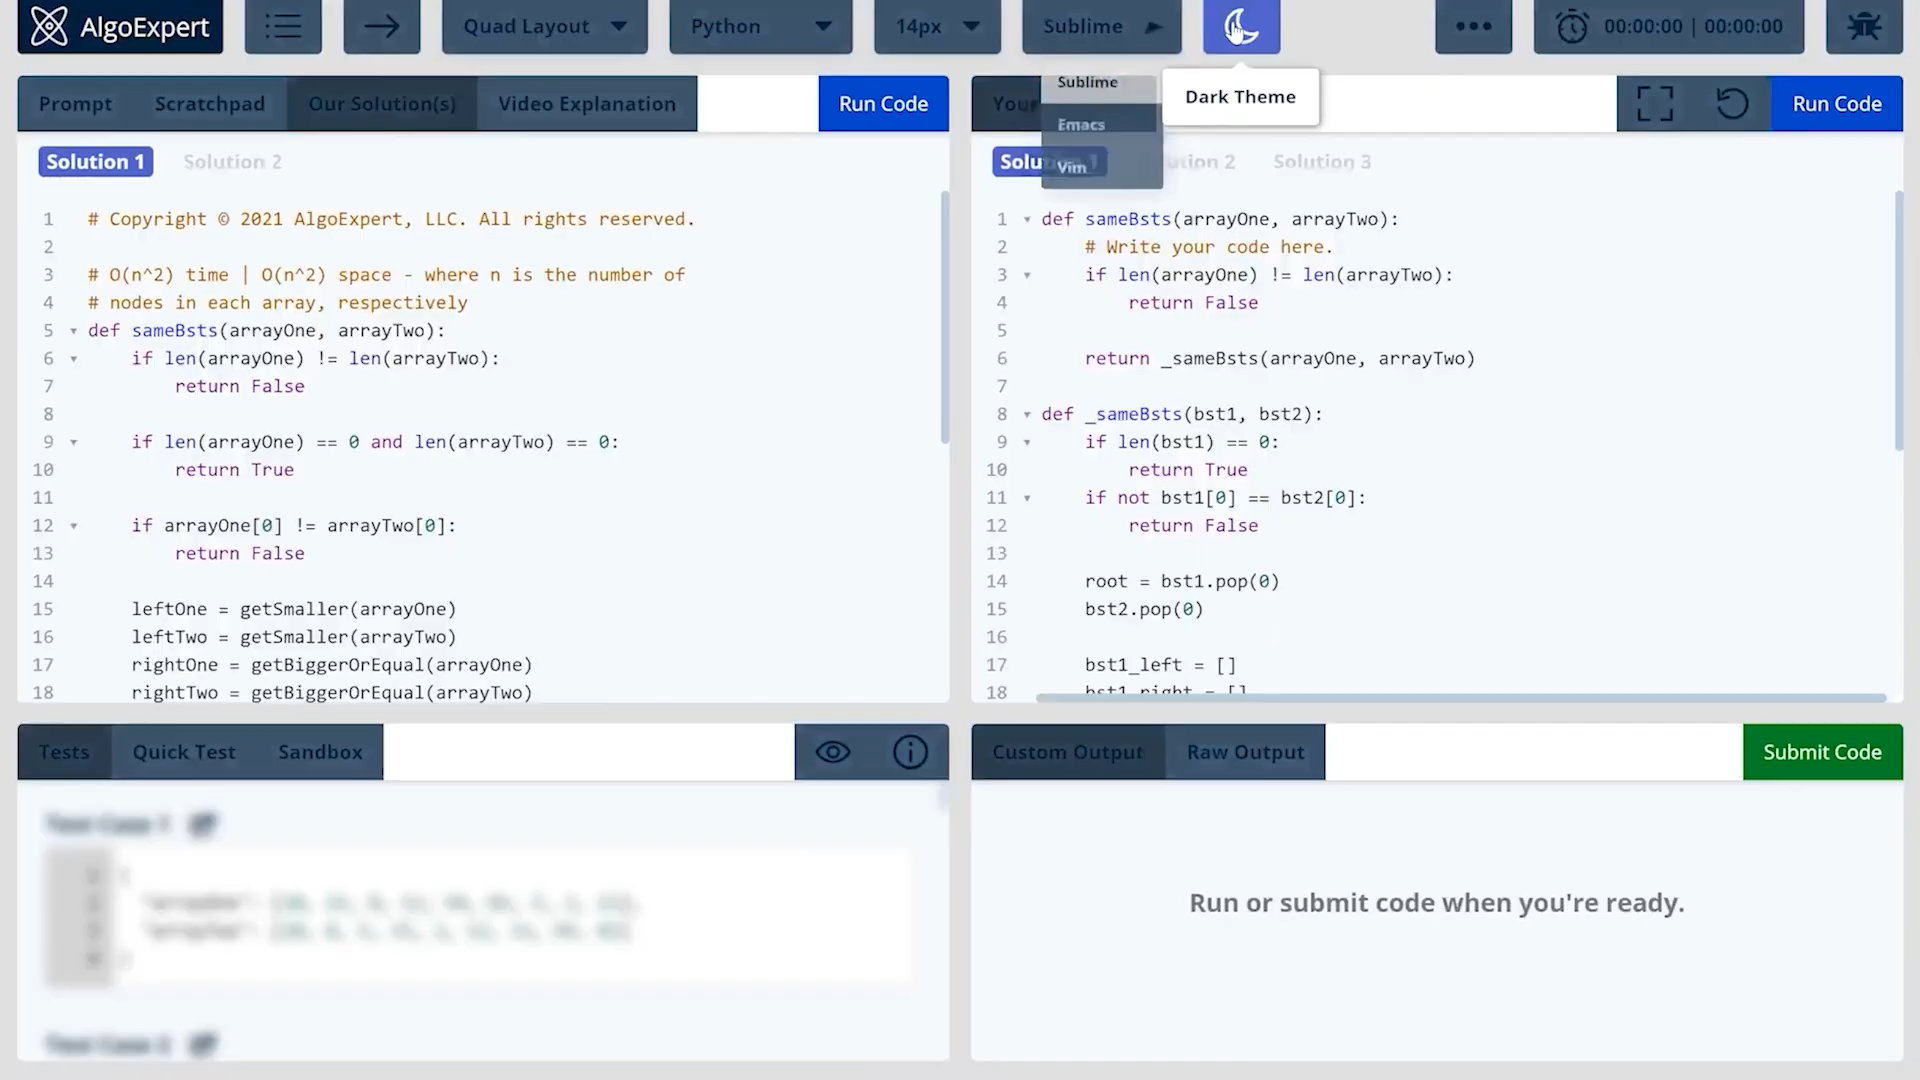 AlgoExpert
Quad Layout
Python
14px
Sublime
00:00:00 | 00:00:00
Prompt
Scratchpad
Our Solution(s)
Video Explanation
Run Code
Solution 1
Solution 2
1 # Copyright © 2021 AlgoExpert, LLC. All rights reserved.
2
3 # O(n^2) time | O(n^2) space - where n is the number of
4 # nodes in each array, respectively
5 def sameBsts(arrayOne, arrayTwo):
6 if len(arrayOne) != len(arrayTwo):
7 return False
8
9 if len(arrayOne) == 0 and len(arrayTwo) == 0:
10 return True
11
12 if arrayOne[0] != arrayTwo[0]:
13 return False
14
15 leftOne = getSmaller(arrayOne)
16 leftTwo = getSmaller(arrayTwo)
17 rightOne = getBiggerOrEqual(arrayOne)
18 rightTwo = getBiggerOrEqual(arrayTwo)
Your
Sublime
Emacs
Vim
Dark Theme
Run Code
Solution 3
1 def sameBsts(arrayOne, arrayTwo):
2 # Write your code here.
3 if len(arrayOne) != len(arrayTwo):
4 return False
5
6 return _sameBsts(arrayOne, arrayTwo)
7
8 def _sameBsts(bst1, bst2):
9 if len(bst1) == 0:
10 return True
11 if not bst1[0] == bst2[0]:
12 return False
13
14 root = bst1.pop(0)
15 bst2.pop(0)
16
17 bst1_left = []
18 bst1_right = []
Tests
Quick Test
Sandbox
Test Case 1
Test Case 2
Custom Output
Raw Output
Submit Code
Run or submit code when you're ready.